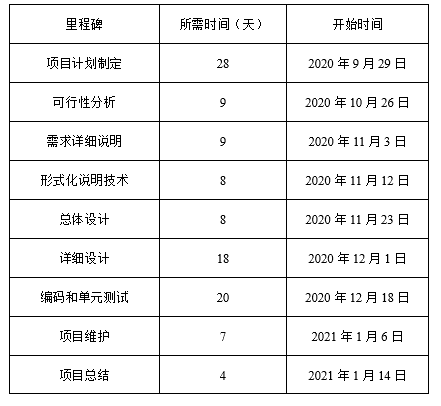 里程碑 所需时间（天） 开始时间
项目计划制定 28 2020 年 9 月 29 日
可行性分析 9 2020 年 10 月 26 日
需求详细说明 9 2020 年 11 月 3 日
形式化说明技术 8 2020 年 11 月 12 日
总体设计 8 2020 年 11 月 23 日
详细设计 18 2020 年 12 月 1 日
编码和单元测试 20 2020 年 12 月 18 日
项目维护 7 2021 年 1 月 6 日
项目总结 4 2021 年 1 月 14 日